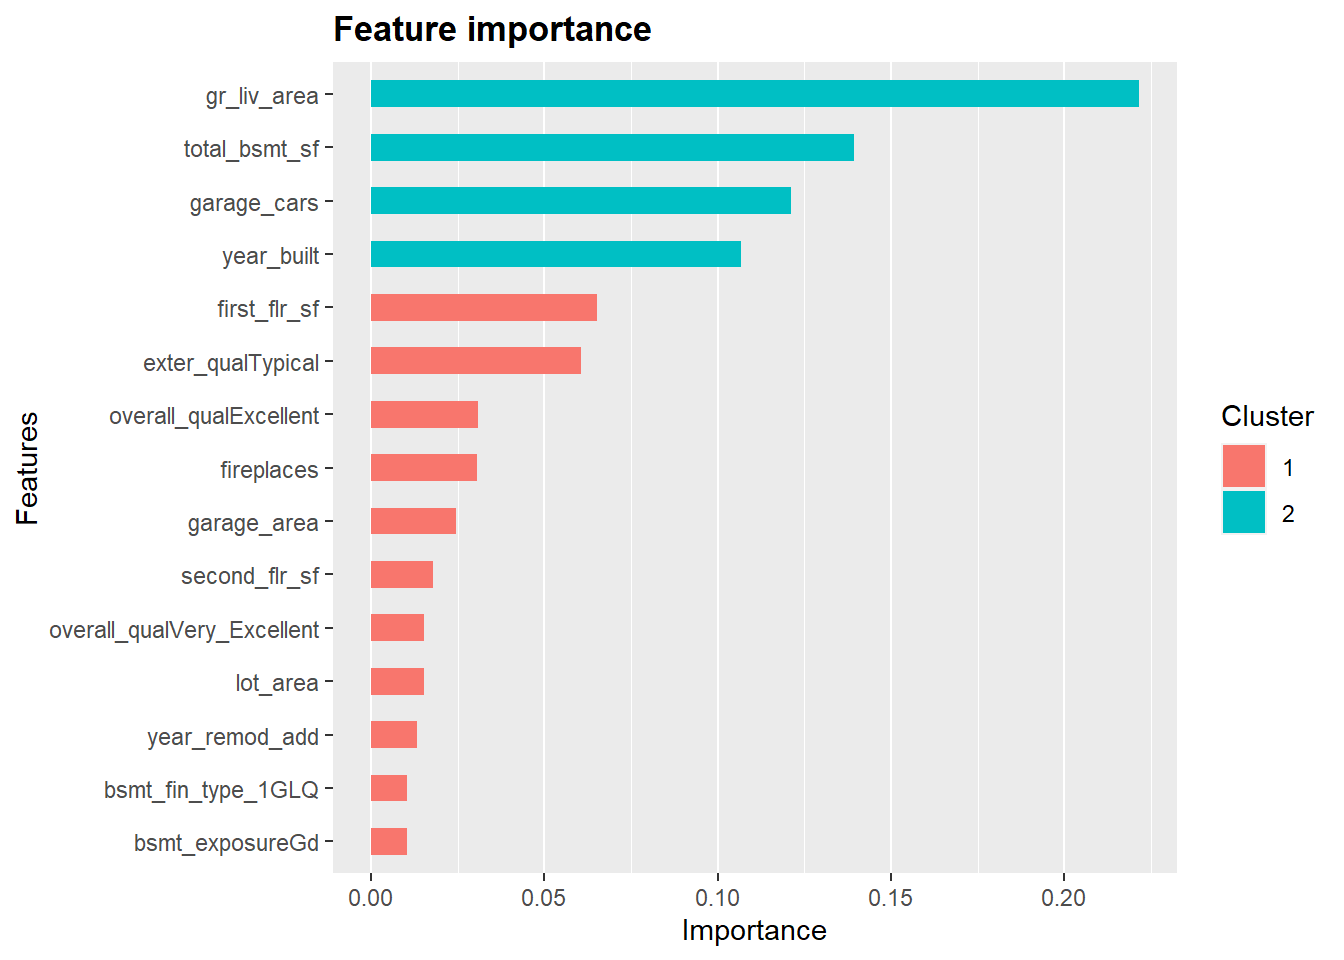 Feature importance
gr_liv_area
total_bsmt_sf
garage_cars
year_built
first_flr_sf
exter_qualTypical
overall_qualExcellent
fireplaces
garage_area
second_flr_sf
overall_qualVery_Excellent
lot_area
year_remod_add
bsmt_fin_type_1GLQ
bsmt_exposureGd
Features
0.00 0.05 0.10 0.15 0.20
Importance
Cluster
1
2